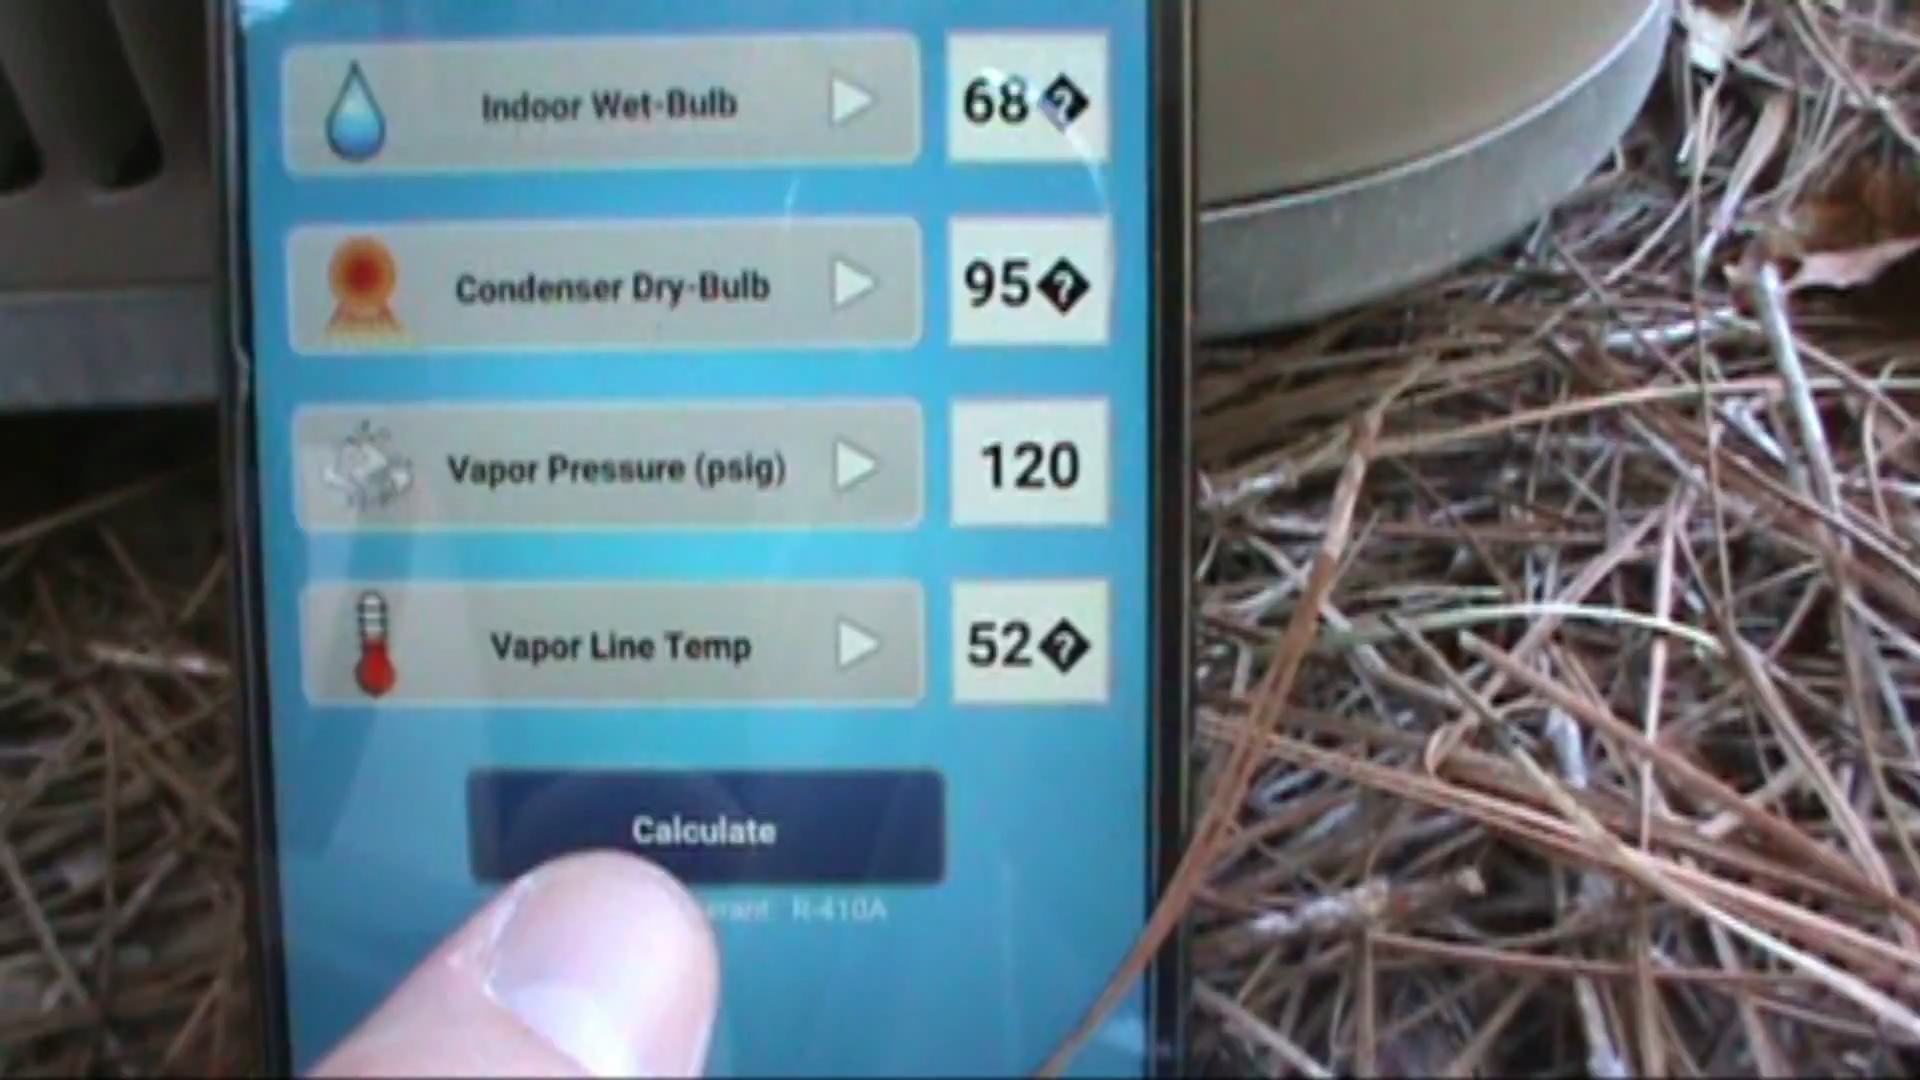 Indoor Wet-Bulb 68�
Condenser Dry-Bulb 95�
Vapor Pressure (psig) 120
Vapor Line Temp 52�
Calculate
R-410A